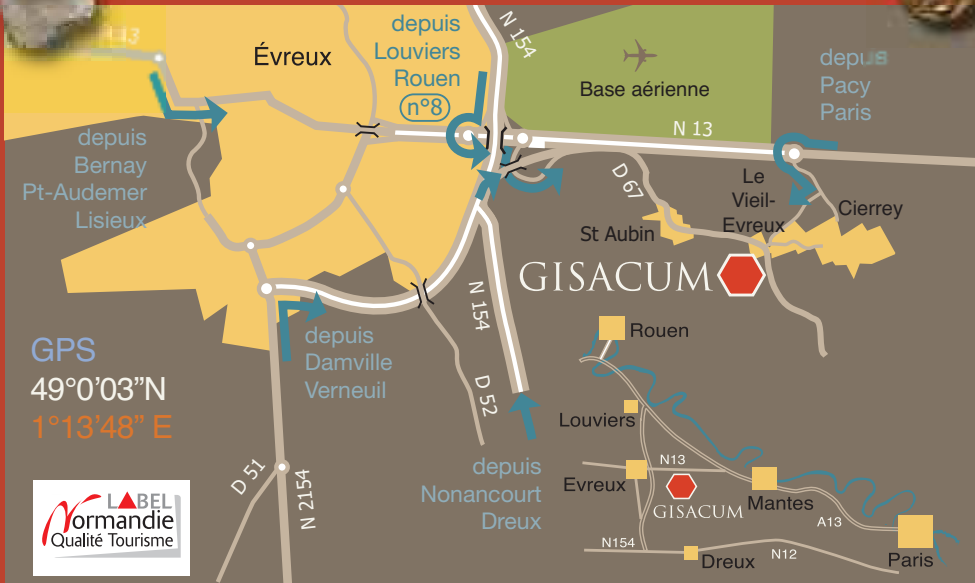 Évreux
depuis
Louviers
Rouen
n°8
N 154
Base aérienne
depuis
Pacy
Paris
N 13
13
depuis
Bernay
Pt-Audemer
Lisieux
D 67
Le
Vieil-
Evreux
Cierrey
St Aubin
GISACUM
N 154
D 52
depuis
Damville
Verneuil
GPS
49°0’03”N
1°13’48” E
depuis
Nonancourt
Dreux
D 51
N 2154
LABEL
Normandie
Qualité Tourisme
Rouen
Louviers
N13
Evreux
GISACUM
Mantes
A13
N154
Dreux
N12
Paris